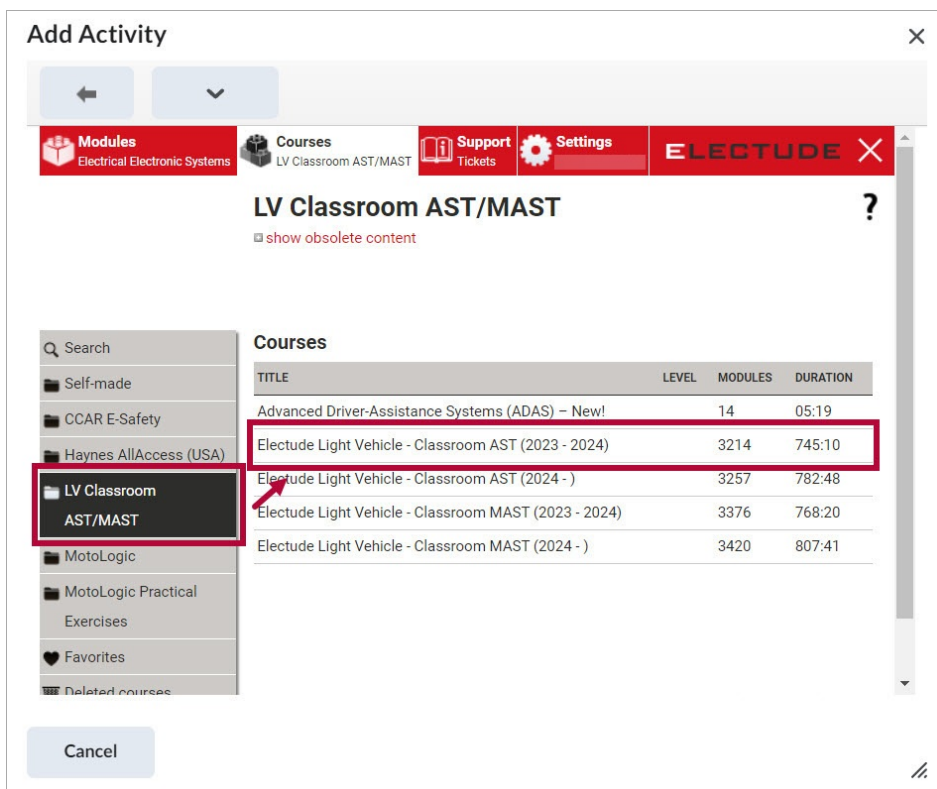 Add Activity
Modules
Electrical Electronic Systems
Courses
LV Classroom AST/MAST
Support
Tickets
Settings
ELECTUDE
LV Classroom AST/MAST
?
show obsolete content
Search
Self-made
CCAR E-Safety
Haynes AllAccess (USA)
LV Classroom
AST/MAST
MotoLogic
MotoLogic Practical
Exercises
Favorites
Deleted courses
Courses
TITLE LEVEL MODULES DURATION
Advanced Driver-Assistance Systems (ADAS) – New! 14 05:19
Electude Light Vehicle - Classroom AST (2023 - 2024) 3214 745:10
Electude Light Vehicle - Classroom AST (2024 - ) 3257 782:48
Electude Light Vehicle - Classroom MAST (2023 - 2024) 3376 768:20
Electude Light Vehicle - Classroom MAST (2024 - ) 3420 807:41
Cancel